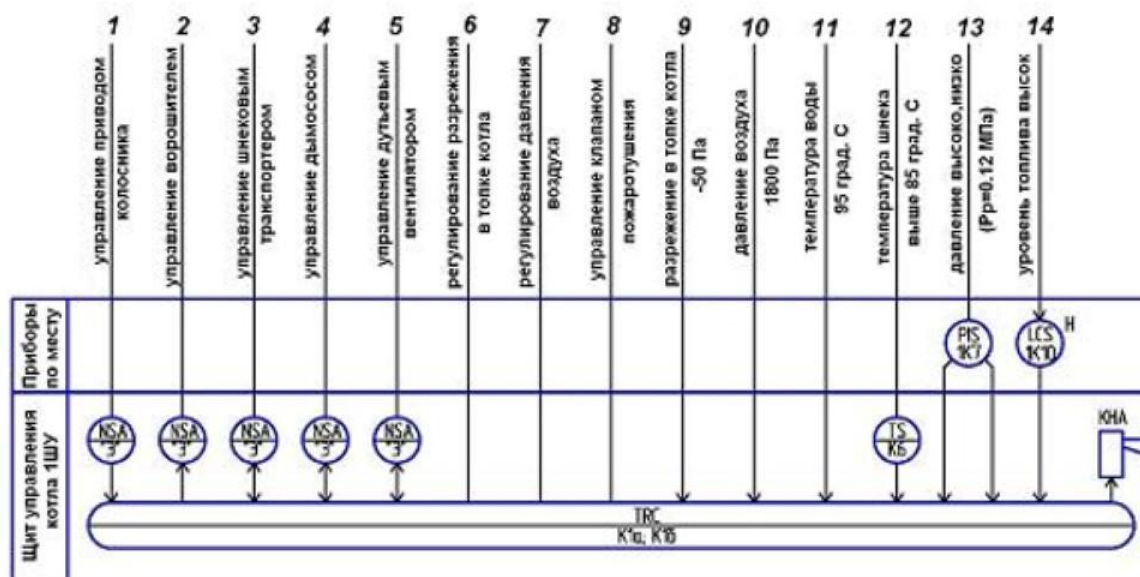 1 2 3 4 5 6 7 8 9 10 11 12 13 14
управление приводом
колосника
управление ворошителем
управление шнековым
транспортером
управление дымососом
управление дутьевым
вентилятором
регулирование разрежения
в топке котла
регулирование давления
воздуха
управление клапаном
пожаротушения
разрежение в топке котла
-50 Па
давление воздуха
1800 Па
температура воды
95 град. С
температура шнека
выше 85 град. С
давление высоко,низко
(Рр=0.12 МПа)
уровень топлива высок
Приборы
по месту
PIS
1К7
LCS
1К10
H
Щит управления
котла 1ШУ
NSA
"3"
NSA
"3"
NSA
"3"
NSA
"3"
NSA
"3"
TS
К6
КНА
TRC
К1а; К1б